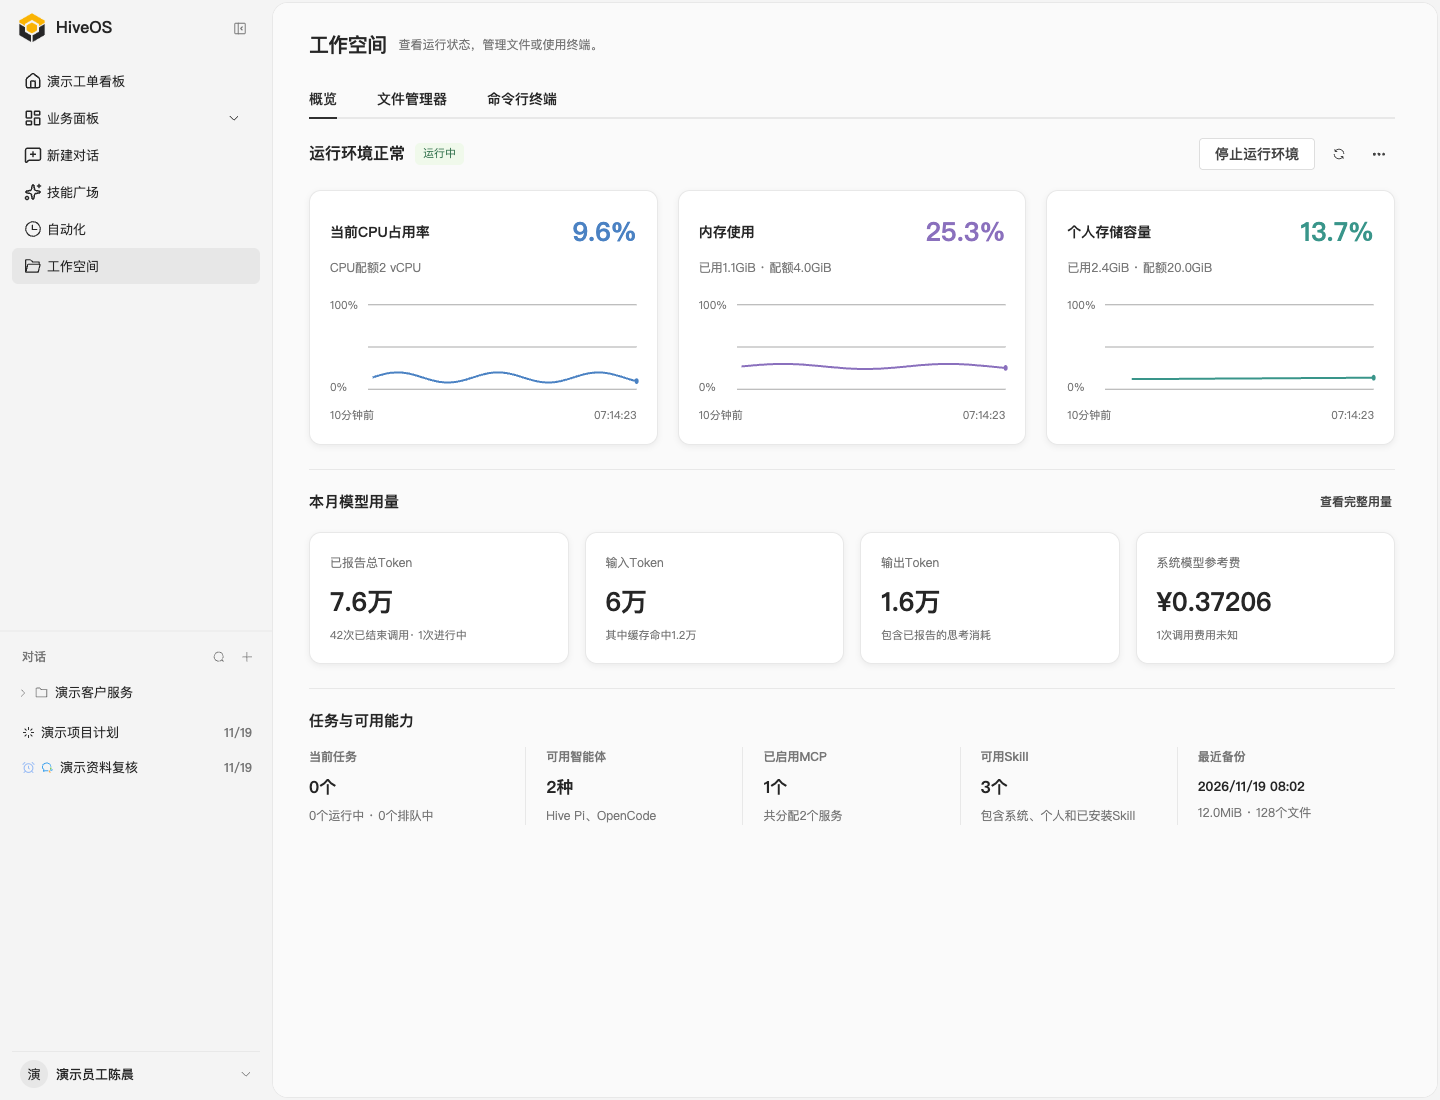 HiveOS
演示工单看板
业务面板
新建对话
技能广场
自动化
工作空间
对话
演示客户服务
演示项目计划 11/19
演示资料复核 11/19
演 演示员工陈晨
工作空间 查看运行状态，管理文件或使用终端。
概览 文件管理器 命令行终端
运行环境正常 运行中 停止运行环境
当前CPU占用率 9.6%
CPU配额2 vCPU
100%
0%
10分钟前 07:14:23
内存使用 25.3%
已用1.1GiB · 配额4.0GiB
100%
0%
10分钟前 07:14:23
个人存储容量 13.7%
已用2.4GiB · 配额20.0GiB
100%
0%
10分钟前 07:14:23
本月模型用量 查看完整用量
已报告总Token
7.6万
42次已结束调用· 1次进行中
输入Token
6万
其中缓存命中1.2万
输出Token
1.6万
包含已报告的思考消耗
系统模型参考费
¥0.37206
1次调用费用未知
任务与可用能力
当前任务
0个
0个运行中 · 0个排队中
可用智能体
2种
Hive Pi、OpenCode
已启用MCP
1个
共分配2个服务
可用Skill
3个
包含系统、个人和已安装Skill
最近备份
2026/11/19 08:02
12.0MiB · 128个文件